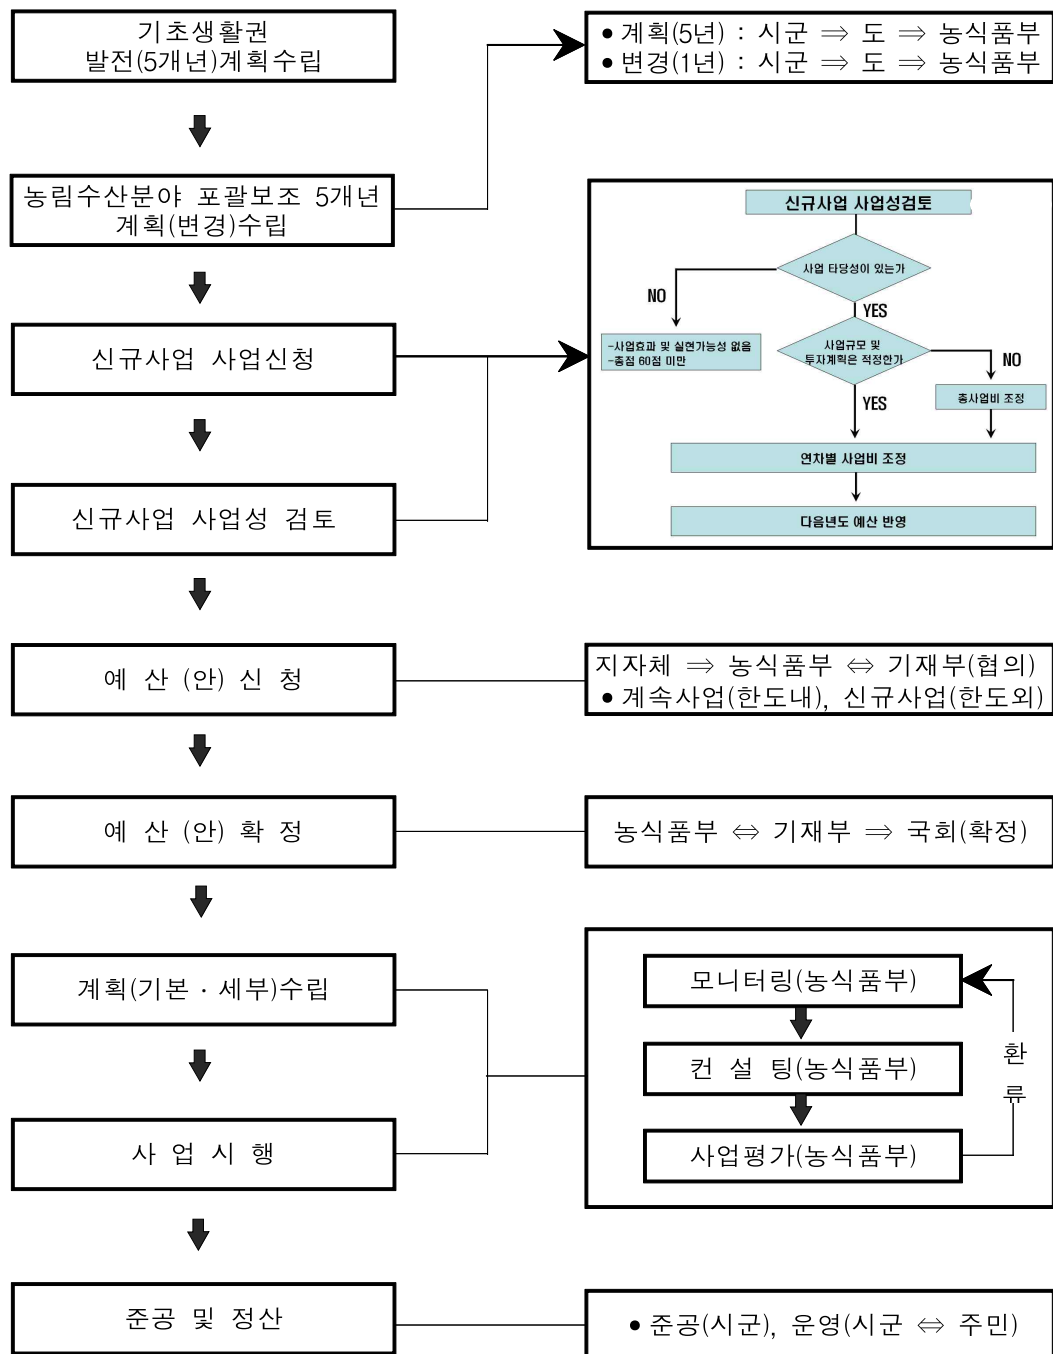 기초생활권
발전(5개년)계획수립
• 계획(5년) : 시군 ⇒ 도 ⇒ 농식품부
• 변경(1년) : 시군 ⇒ 도 ⇒ 농식품부
농림수산분야 포괄보조 5개년
계획(변경)수립
신규사업 사업신청
신규사업 사업성 검토
신규사업 사업성검토
사업 타당성이 있는가
NO
YES
-사업효과 및 실현가능성 없음
-총점 60점 미만
사업규모 및
투자계획은 적정한가
NO
YES
총사업비 조정
연차별 사업비 조정
다음년도 예산 반영
예 산 (안) 신 청
지자체 ⇒ 농식품부 ⇔ 기재부(협의)
• 계속사업(한도내), 신규사업(한도외)
예 산 (안) 확 정
농식품부 ⇔ 기재부 ⇒ 국회(확정)
계획(기본 · 세부)수립
사 업 시 행
모니터링(농식품부)
컨 설 팅(농식품부)
사업평가(농식품부)
환
류
준공 및 정산
• 준공(시군), 운영(시군 ⇔ 주민)